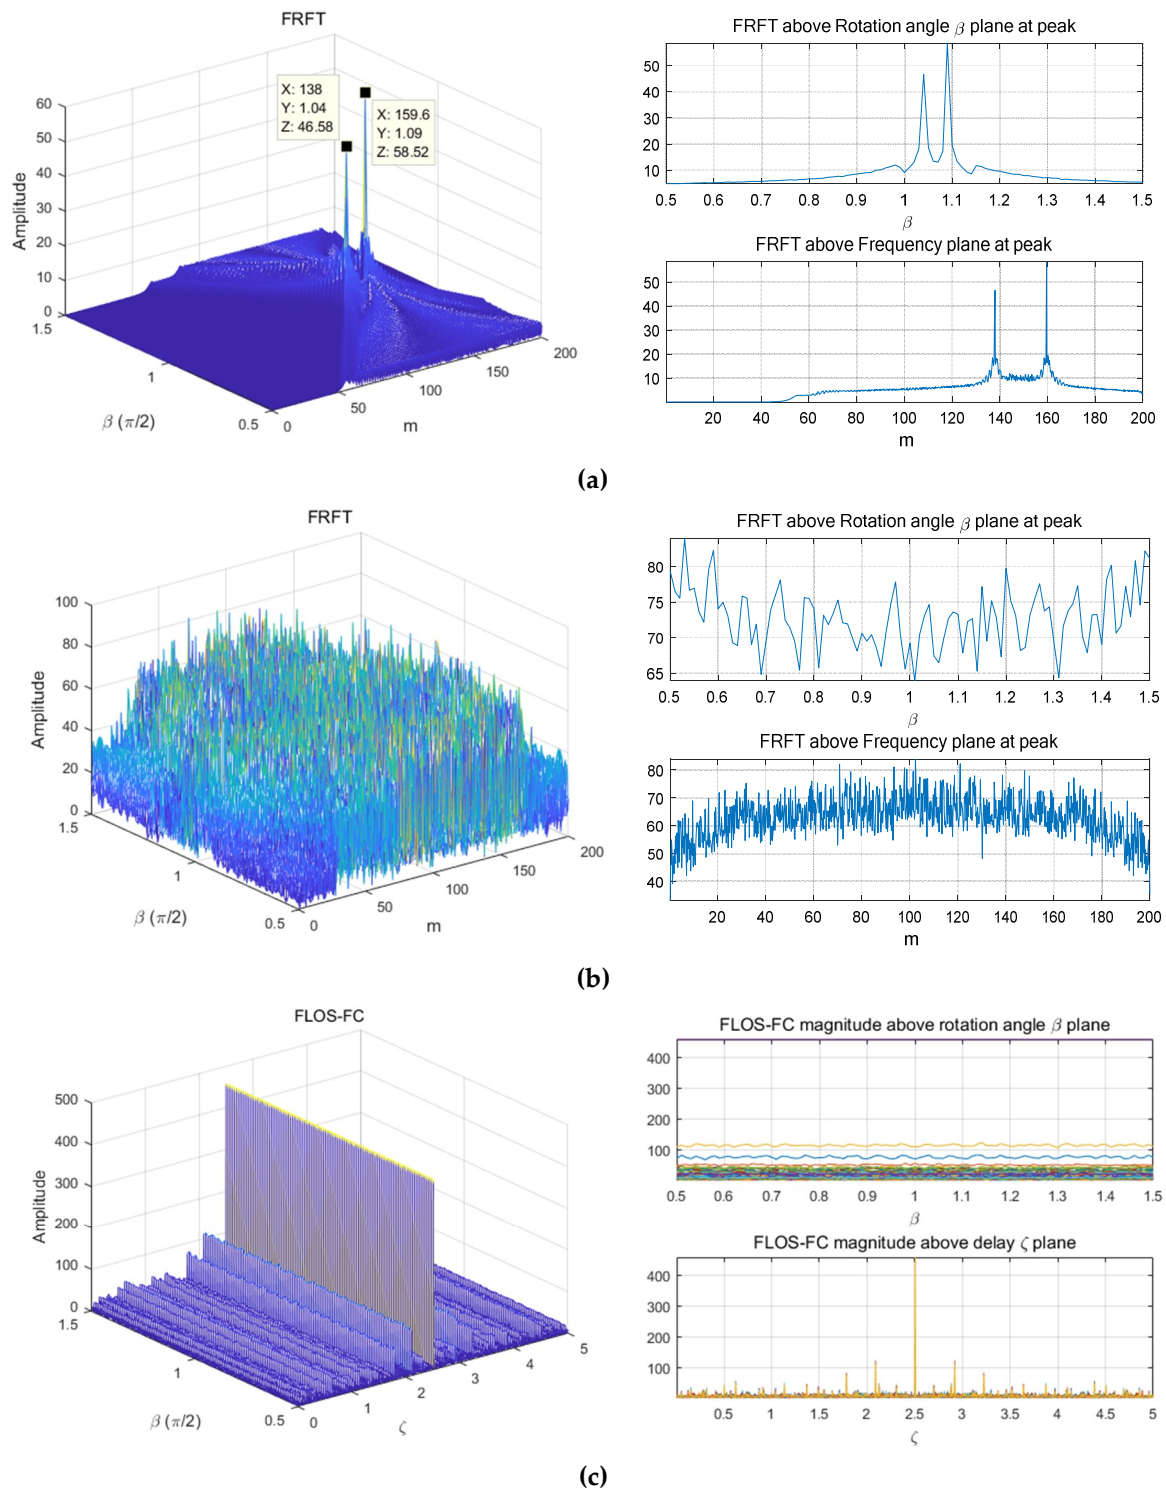 FRFT
X: 138
Y: 1.04
Z: 46.58
X: 159.6
Y: 1.09
Z: 58.52
Amplitude
60
50
40
30
20
10
0
1.5
1
0.5
β (π/2)
0
50
100
150
200
m
FRFT above Rotation angle β plane at peak
50
40
30
20
10
0.5 0.6 0.7 0.8 0.9 1 1.1 1.2 1.3 1.4 1.5
β
FRFT above Frequency plane at peak
50
40
30
20
10
20 40 60 80 100 120 140 160 180 200
m
(a)
FRFT
Amplitude
100
80
60
40
20
0
1.5
1
0.5
β (π/2)
0
50
100
150
200
m
FRFT above Rotation angle β plane at peak
80
75
70
65
0.5 0.6 0.7 0.8 0.9 1 1.1 1.2 1.3 1.4 1.5
β
FRFT above Frequency plane at peak
80
70
60
50
40
20 40 60 80 100 120 140 160 180 200
m
(b)
FLOS-FC
Amplitude
500
400
300
200
100
0
1.5
1
0.5
β (π/2)
0
1
2
3
4
5
ζ
FLOS-FC magnitude above rotation angle β plane
400
300
200
100
0.5 0.6 0.7 0.8 0.9 1 1.1 1.2 1.3 1.4 1.5
β
FLOS-FC magnitude above delay ζ plane
400
300
200
100
0.5 1 1.5 2 2.5 3 3.5 4 4.5 5
ζ
(c)